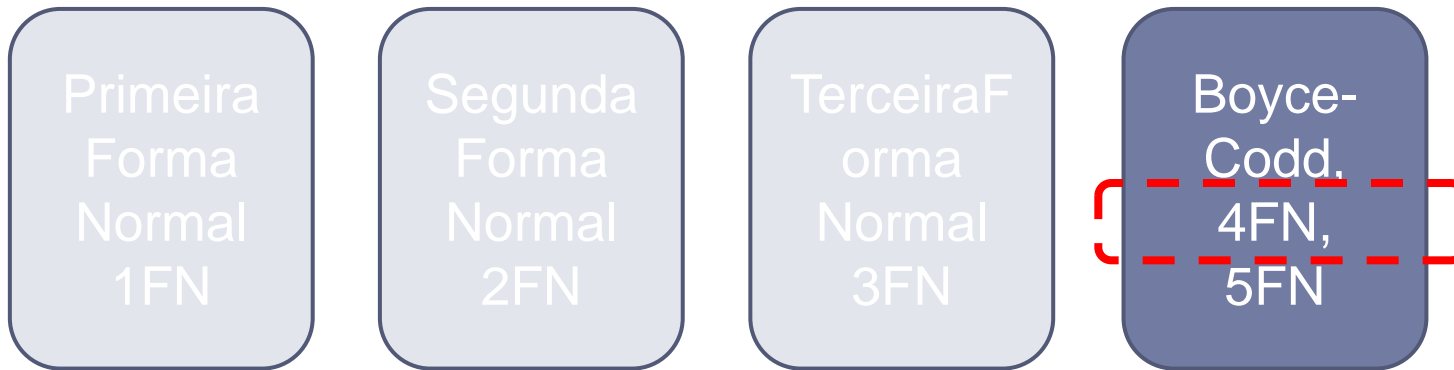 Primeira
Forma
Normal
1FN
Segunda
Forma
Normal
2FN
TerceiraF
orma
Normal
3FN
Boyce-
Codd,
4FN,
5FN